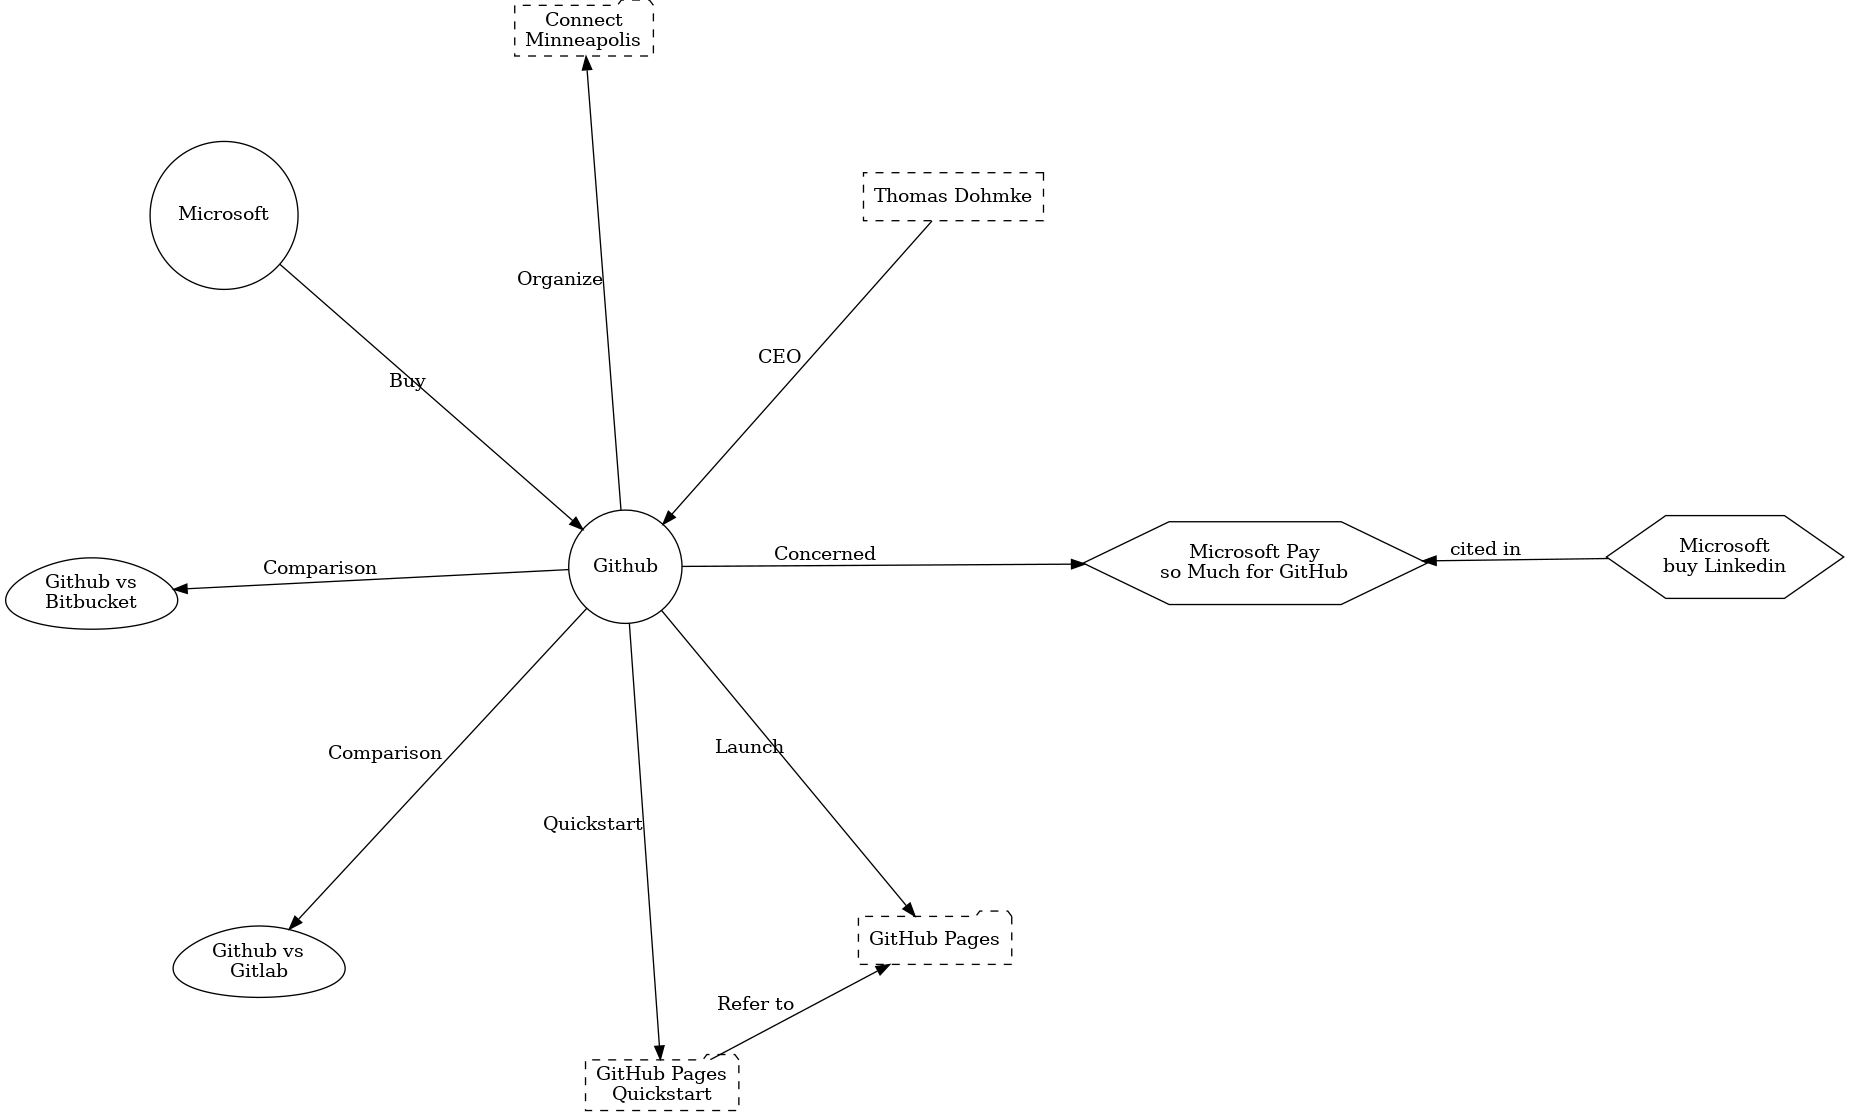 Connect
Minneapolis
Thomas Dohmke
Microsoft
Organize
CEO
Buy
Microsoft
buy Linkedin
cited in
Microsoft Pay
so Much for GitHub
Concerned
Github
Comparison
Github vs
Bitbucket
Launch
Comparison
Quickstart
GitHub Pages
Github vs
Gitlab
Refer to
GitHub Pages
Quickstart